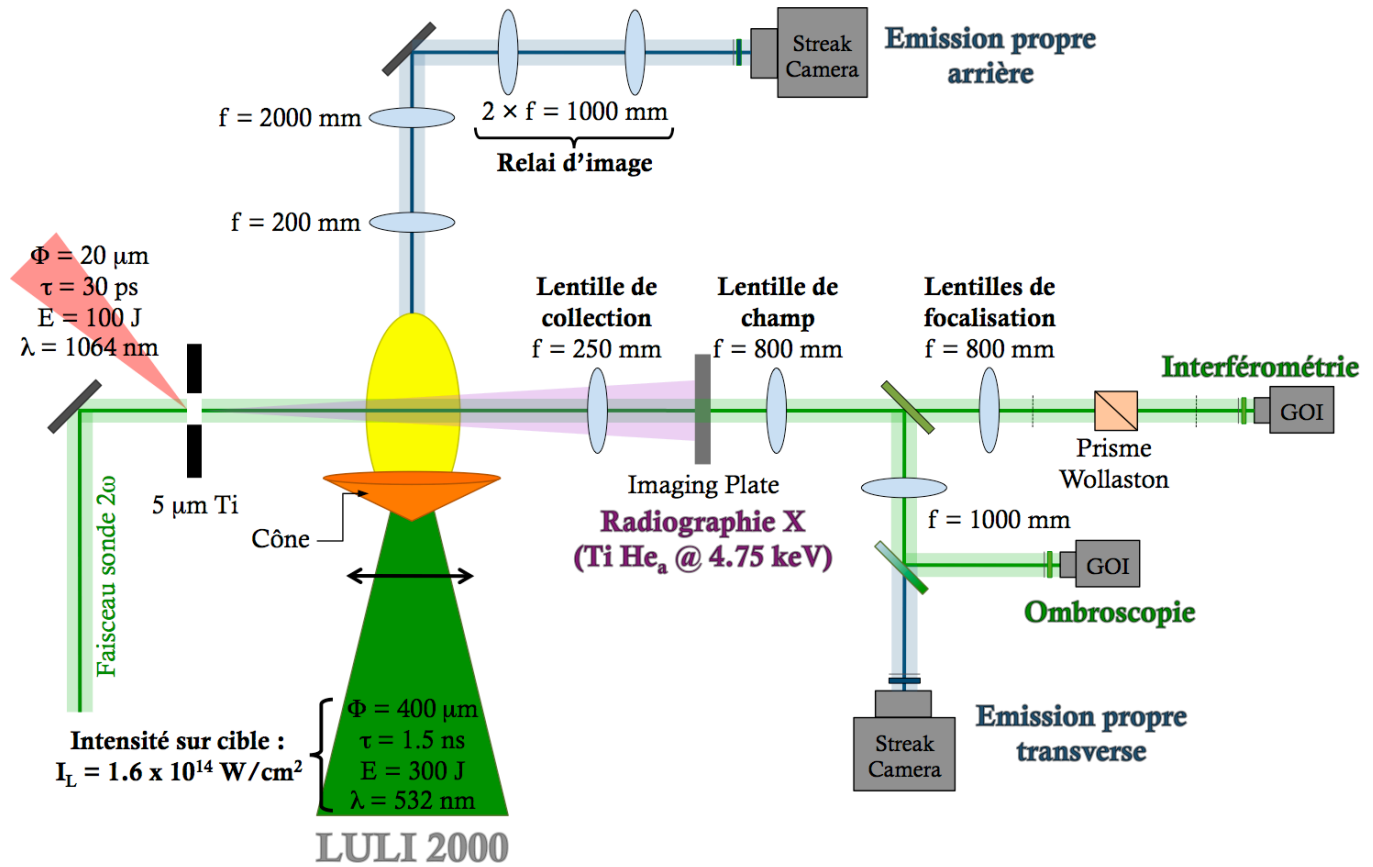 Streak
Camera
Emission propre
arrière
f = 2000 mm
2 × f = 1000 mm
Relai d’image
f = 200 mm
Φ = 20 μm
τ = 30 ps
E = 100 J
λ = 1064 nm
Lentille de
collection
f = 250 mm
Lentille de
champ
f = 800 mm
Lentilles de
focalisation
f = 800 mm
Interférométrie
GOI
Prisme
Wollaston
5 μm Ti
Imaging Plate
Radiographie X
(Ti Heₐ @ 4.75 keV)
Cône
f = 1000 mm
GOI
Ombroscopie
Faisceau sonde 2ω
Emission propre
transverse
Streak
Camera
Intensité sur cible :
I_L = 1.6 x 10¹⁴ W/cm²
Φ = 400 μm
τ = 1.5 ns
E = 300 J
λ = 532 nm
LULI 2000